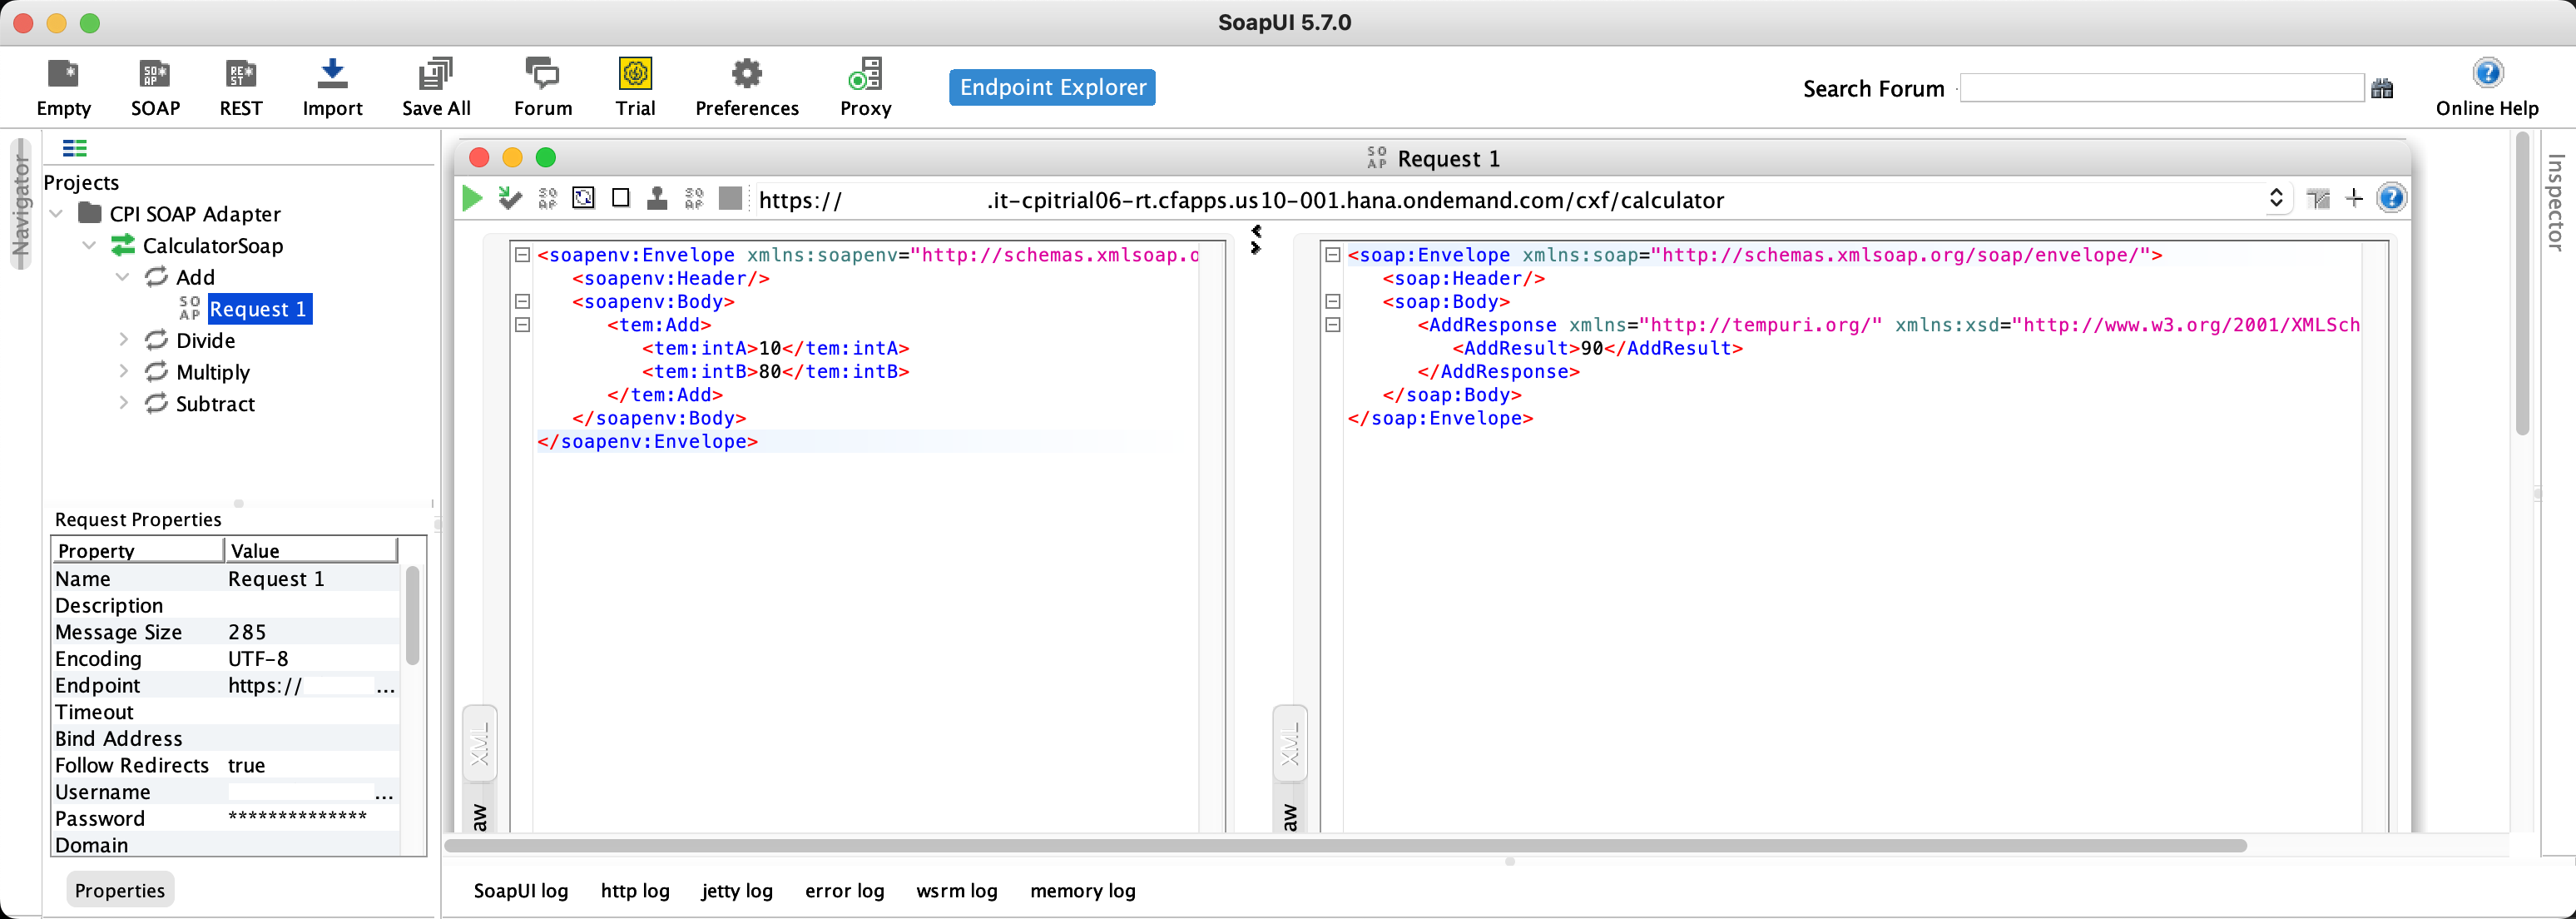 SoapUI 5.7.0
Empty SOAP REST Import Save All Forum Trial Preferences Proxy Endpoint Explorer Search Forum Online Help
Navigator
Projects
CPI SOAP Adapter
CalculatorSoap
Add
Request 1
Divide
Multiply
Subtract
Request Properties
Property Value
Name Request 1
Description
Message Size 285
Encoding UTF-8
Endpoint https:// ...
Timeout
Bind Address
Follow Redirects true
Username ...
Password **************
Domain
Properties
SOAP Request 1
https:// .it-cpitrial06-rt.cfapps.us10-001.hana.ondemand.com/cxf/calculator
<soapenv:Envelope xmlns:soapenv="http://schemas.xmlsoap.o
<soapenv:Header/>
<soapenv:Body>
<tem:Add>
<tem:intA>10</tem:intA>
<tem:intB>80</tem:intB>
</tem:Add>
</soapenv:Body>
</soapenv:Envelope>
XML
aw
<soap:Envelope xmlns:soap="http://schemas.xmlsoap.org/soap/envelope/">
<soap:Header/>
<soap:Body>
<AddResponse xmlns="http://tempuri.org/" xmlns:xsd="http://www.w3.org/2001/XMLSch
<AddResult>90</AddResult>
</AddResponse>
</soap:Body>
</soap:Envelope>
XML
aw
Inspector
SoapUI log http log jetty log error log wsrm log memory log